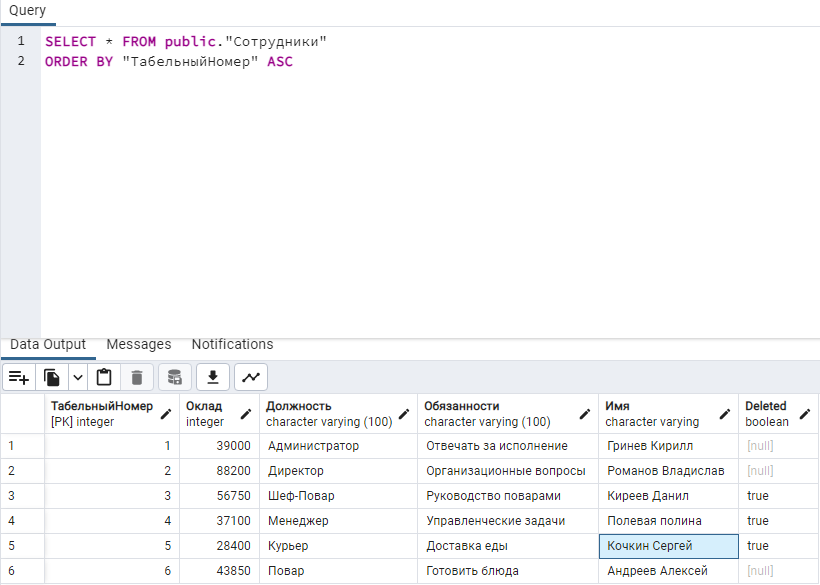 Query
1 SELECT * FROM public."Сотрудники"
2 ORDER BY "ТабельныйНомер" ASC
Data Output Messages Notifications
ТабельныйНомер Оклад Должность Обязанности Имя Deleted
[PK] integer integer character varying (100) character varying (100) character varying boolean
1 1 39000 Администратор Отвечать за исполнение Гринев Кирилл [null]
2 2 88200 Директор Организационные вопросы Романов Владислав [null]
3 3 56750 Шеф-Повар Руководство поварами Киреев Данил true
4 4 37100 Менеджер Управленческие задачи Полевая полина true
5 5 28400 Курьер Доставка еды Кочкин Сергей true
6 6 43850 Повар Готовить блюда Андреев Алексей [null]